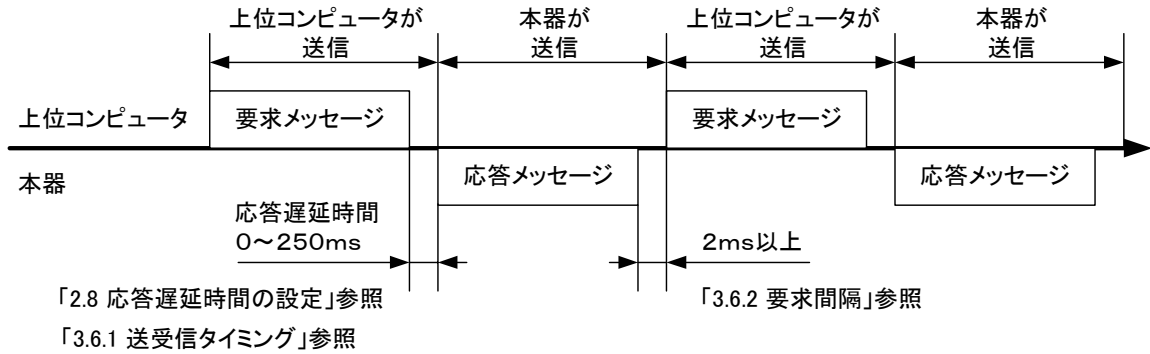 上位コンピュータが
送信
本器が
送信
上位コンピュータが
送信
本器が
送信
上位コンピュータ
要求メッセージ
要求メッセージ
本器
応答メッセージ
応答メッセージ
応答遅延時間
0～250ms
2ms以上
「2.8 応答遅延時間の設定」参照
「3.6.2 要求間隔」参照
「3.6.1 送受信タイミング」参照